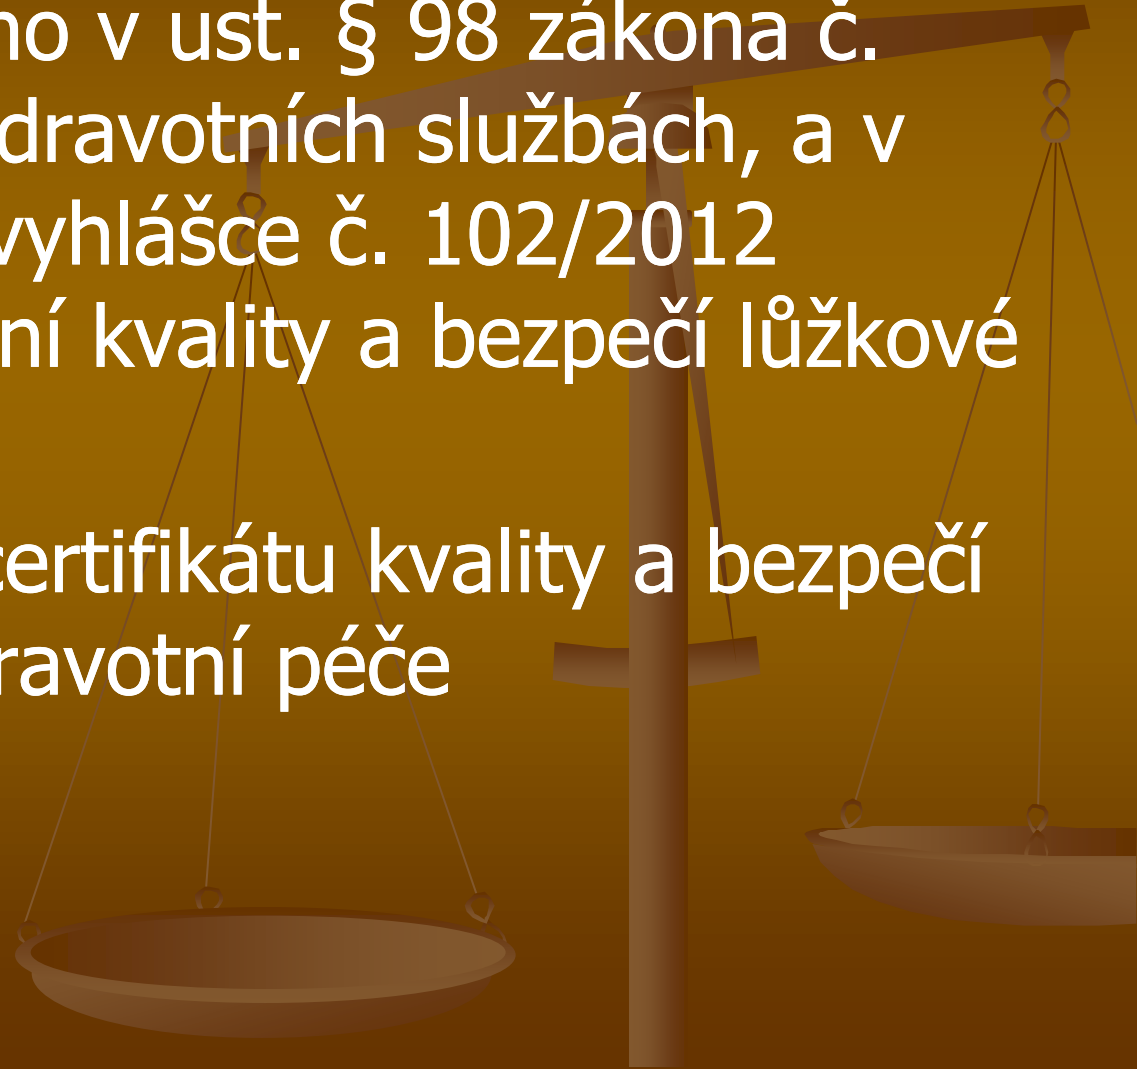 no v ust. § 98 zákona č.
dravotních službách, a v
vyhlášce č. 102/2012
ní kvality a bezpečí lůžkové
certifikátu kvality a bezpečí
ravotní péče